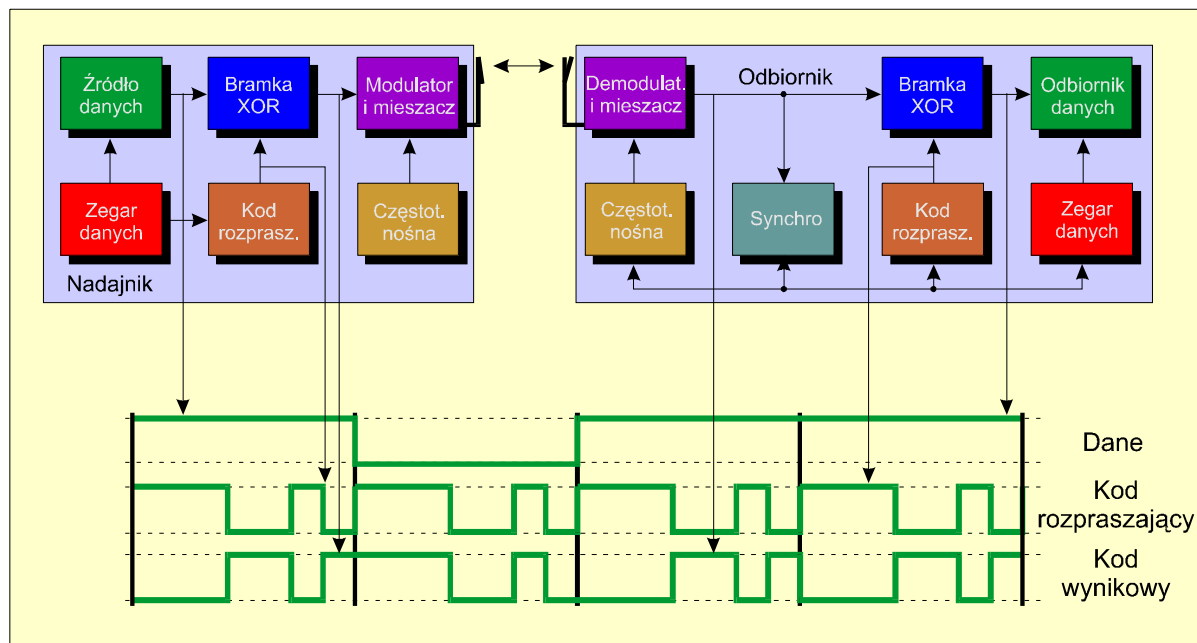 Źródło
danych
Bramka
XOR
Modulator
i mieszacz
Zegar
danych
Kod
rozprasz.
Częstot.
nośna
Nadajnik
Demodulat.
i mieszacz
Odbiornik
Bramka
XOR
Odbiornik
danych
Częstot.
nośna
Synchro
Kod
rozprasz.
Zegar
danych
Dane
Kod
rozpraszający
Kod
wynikowy